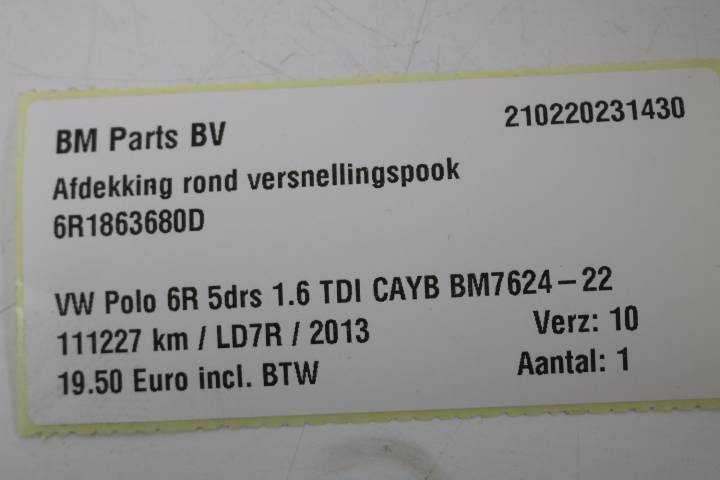 BM Parts BV 210220231430
Afdekking rond versnellingspook
6R1863680D
VW Polo 6R 5drs 1.6 TDI CAYB BM7624-22
111227 km / LD7R / 2013 Verz: 10
19.50 Euro incl. BTW Aantal: 1